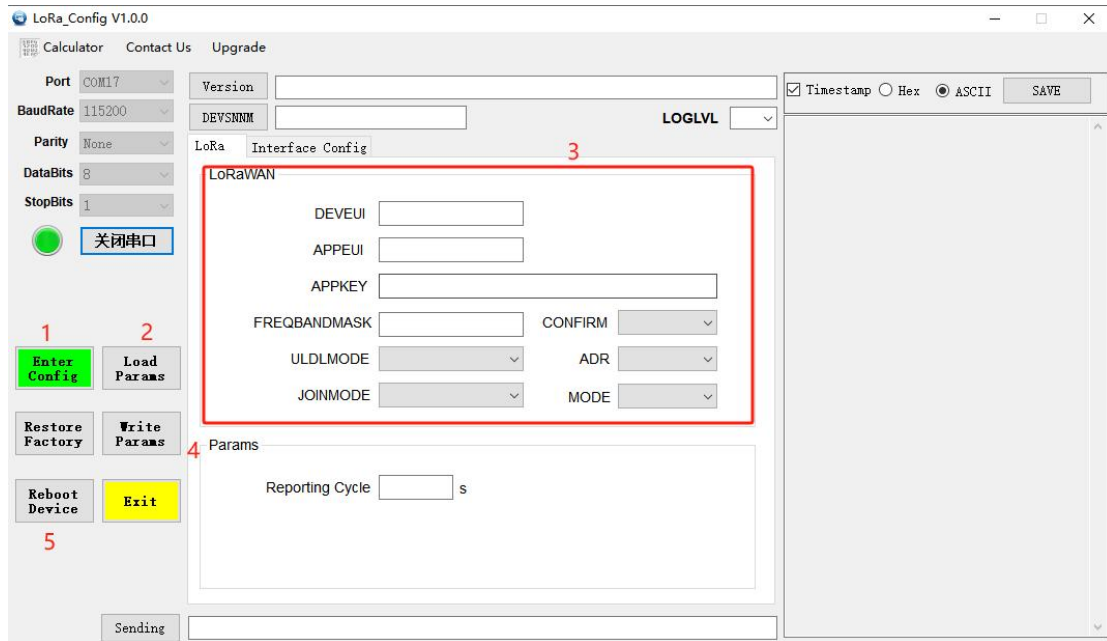 LoRa_Config V1.0.0
Calculator Contact Us Upgrade
Port COM17
BaudRate 115200
Parity None
DataBits 8
StopBits 1
关闭串口
1 2
Enter Config
Load Params
Restore Factory
Write Params
4
Reboot Device
Exit
5
Sending
Version
DEVSNNM
LOGLVL
LoRa Interface Config
3
LoRaWAN
DEVEUI
APPEUI
APPKEY
FREQBANDMASK CONFIRM
ULDLMODE ADR
JOINMODE MODE
Params
Reporting Cycle s
Timestamp Hex ASCII SAVE